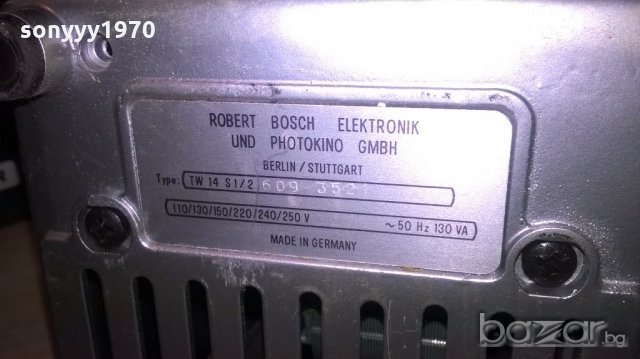 sonyyy1970
ROBERT BOSCH ELEKTRONIK
UND PHOTOKINO GMBH
BERLIN / STUTTGART
Type: TW 14 S1/2 609 3521
110/130/150/220/240/250 V ~ 50 Hz 130 VA
MADE IN GERMANY
bazar.bg